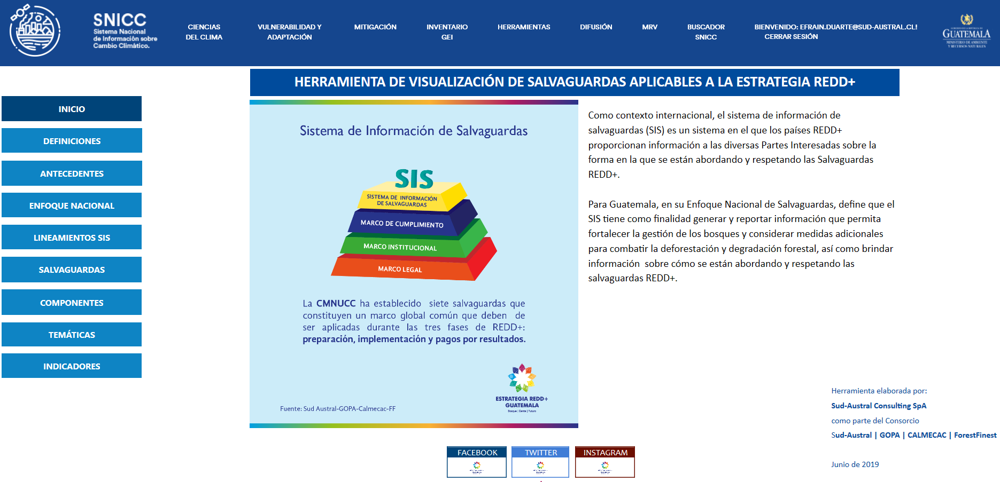 SNICC
Sistema Nacional
de Información sobre
Cambio Climático.
CIENCIAS
DEL CLIMA
VULNERABILIDAD Y
ADAPTACIÓN
MITIGACIÓN
INVENTARIO
GEI
HERRAMIENTAS
DIFUSIÓN
MRV
BUSCADOR
SNICC
BIENVENIDO: EFRAIN.DUARTE@SUD-AUSTRAL.CL!
CERRAR SESIÓN
GUATEMALA
MINISTERIO DE AMBIENTE
Y RECURSOS NATURALES
HERRAMIENTA DE VISUALIZACIÓN DE SALVAGUARDAS APLICABLES A LA ESTRATEGIA REDD+
INICIO
DEFINICIONES
ANTECEDENTES
ENFOQUE NACIONAL
LINEAMIENTOS SIS
SALVAGUARDAS
COMPONENTES
TEMÁTICAS
INDICADORES
Sistema de Información de Salvaguardas
SIS
SISTEMA DE INFORMACIÓN
DE SALVAGUARDAS
MARCO DE CUMPLIMIENTO
MARCO INSTITUCIONAL
MARCO LEGAL
La CMNUCC ha establecido siete salvaguardas que
constituyen un marco global común que deben de
ser aplicadas durante las tres fases de REDD+:
preparación, implementación y pagos por resultados.
ESTRATEGIA REDD+
GUATEMALA
Bosque | Gente | Futuro
Fuente: Sud Austral-GOPA-Calmecac-FF
Como contexto internacional, el sistema de información de
salvaguardas (SIS) es un sistema en el que los países REDD+
proporcionan información a las diversas Partes Interesadas sobre la
forma en la que se están abordando y respetando las Salvaguardas
REDD+.
Para Guatemala, en su Enfoque Nacional de Salvaguardas, define que el
SIS tiene como finalidad generar y reportar información que permita
fortalecer la gestión de los bosques y considerar medidas adicionales
para combatir la deforestación y degradación forestal, así como brindar
información sobre cómo se están abordando y respetando las
salvaguardas REDD+.
Herramienta elaborada por:
Sud-Austral Consulting SpA
como parte del Consorcio
Sud-Austral | GOPA | CALMECAC | ForestFinest
Junio de 2019
FACEBOOK
TWITTER
INSTAGRAM